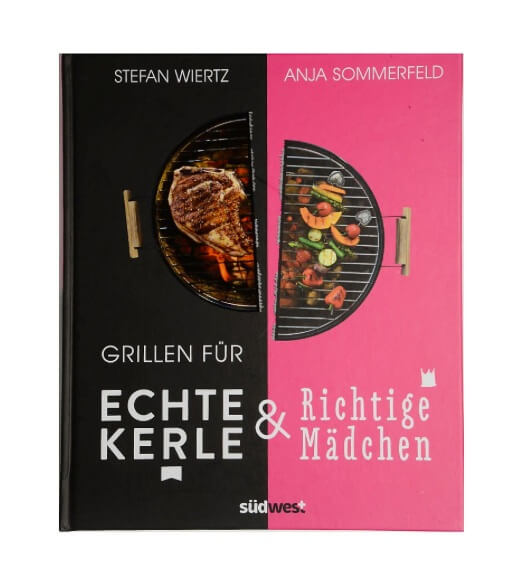 STEFAN WIERTZ
ANJA SOMMERFELD
GRILLEN FÜR
ECHTE KERLE
&
Richtige Mädchen
südwest